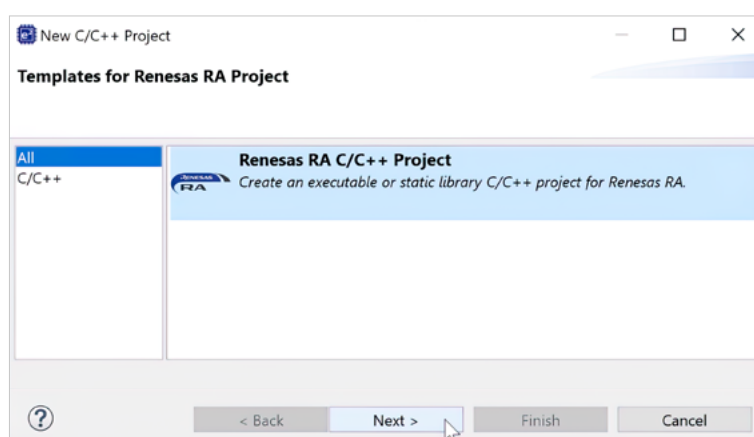 New C/C++ Project
Templates for Renesas RA Project
All
C/C++
Renesas RA C/C++ Project
RENESAS
RA
Create an executable or static library C/C++ project for Renesas RA.
?
< Back
Next >
Finish
Cancel